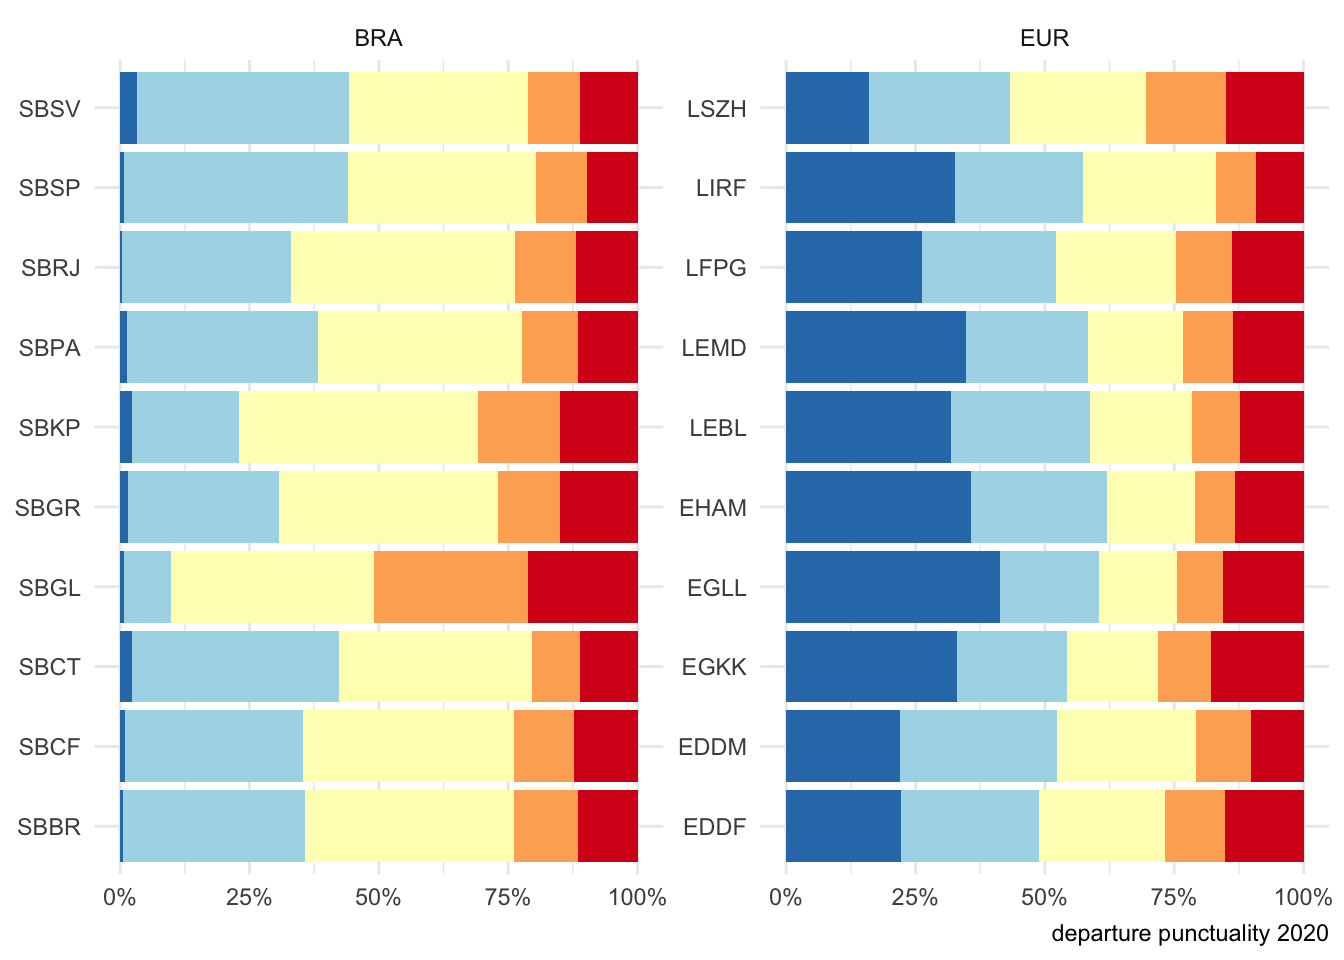 BRA
EUR
SBSV
SBSP
SBRJ
SBPA
SBKP
SBGR
SBGL
SBCT
SBCF
SBBR
0% 25% 50% 75% 100%
LSZH
LIRF
LFPG
LEMD
LEBL
EHAM
EGLL
EGKK
EDDM
EDDF
0% 25% 50% 75% 100%
departure punctuality 2020